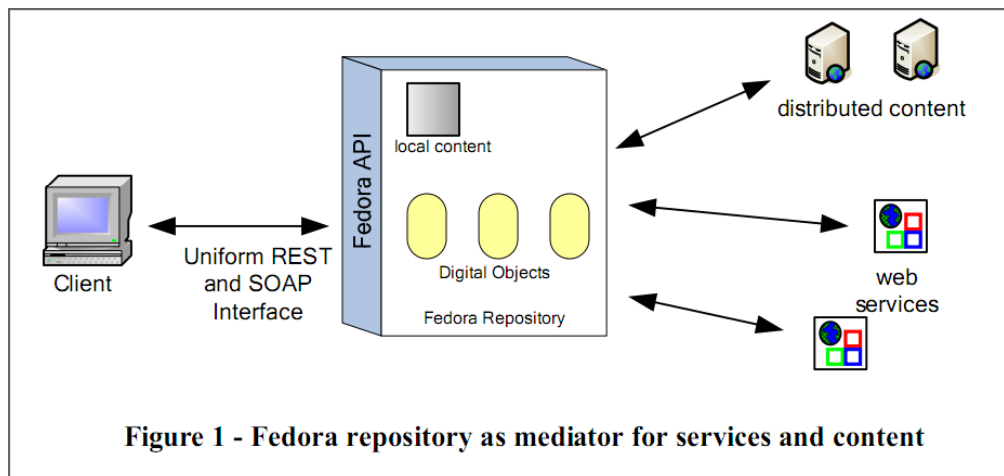 distributed content
Fedora API
local content
Client
Uniform REST
and SOAP
Interface
Digital Objects
Fedora Repository
web
services
Figure 1 - Fedora repository as mediator for services and content